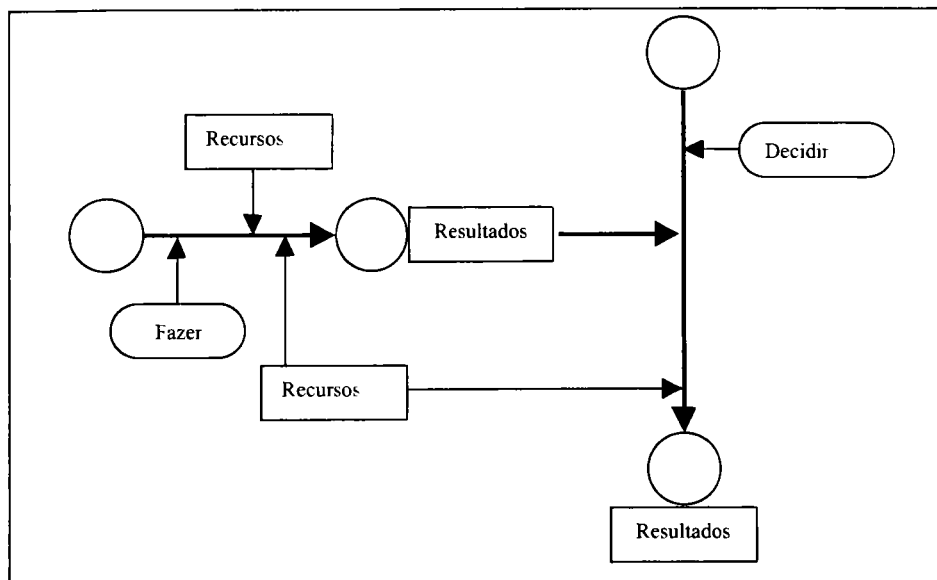 Recursos
Decidir
Resultados
Fazer
Recursos
Resultados